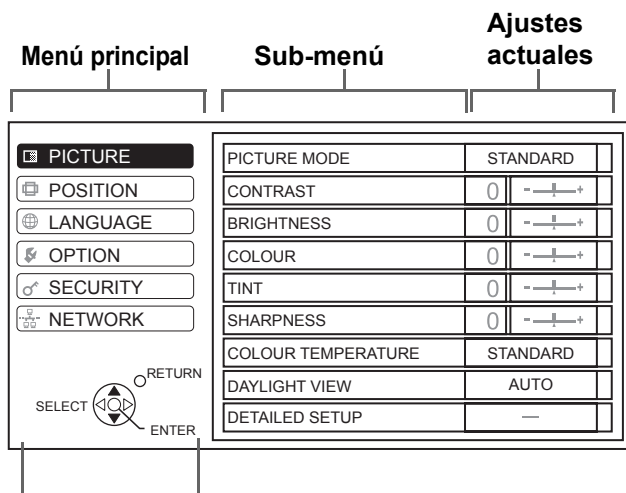 Menú principal
Sub-menú
Ajustes
actuales
PICTURE
POSITION
LANGUAGE
OPTION
SECURITY
NETWORK
RETURN
SELECT
ENTER
PICTURE MODE STANDARD
CONTRAST 0 - +
BRIGHTNESS 0 - +
COLOUR 0 - +
TINT 0 - +
SHARPNESS 0 - +
COLOUR TEMPERATURE STANDARD
DAYLIGHT VIEW AUTO
DETAILED SETUP —